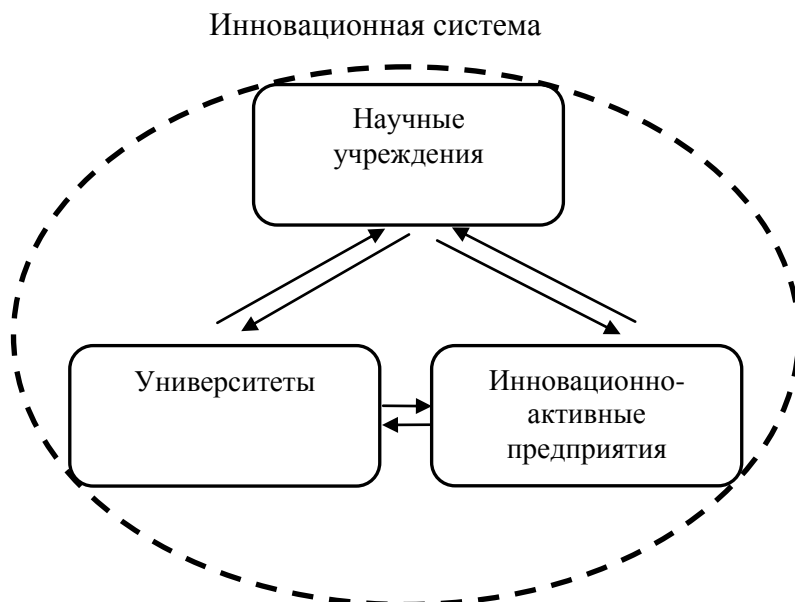 Инновационная система
Научные
учреждения
Университеты
Инновационно-
активные
предприятия